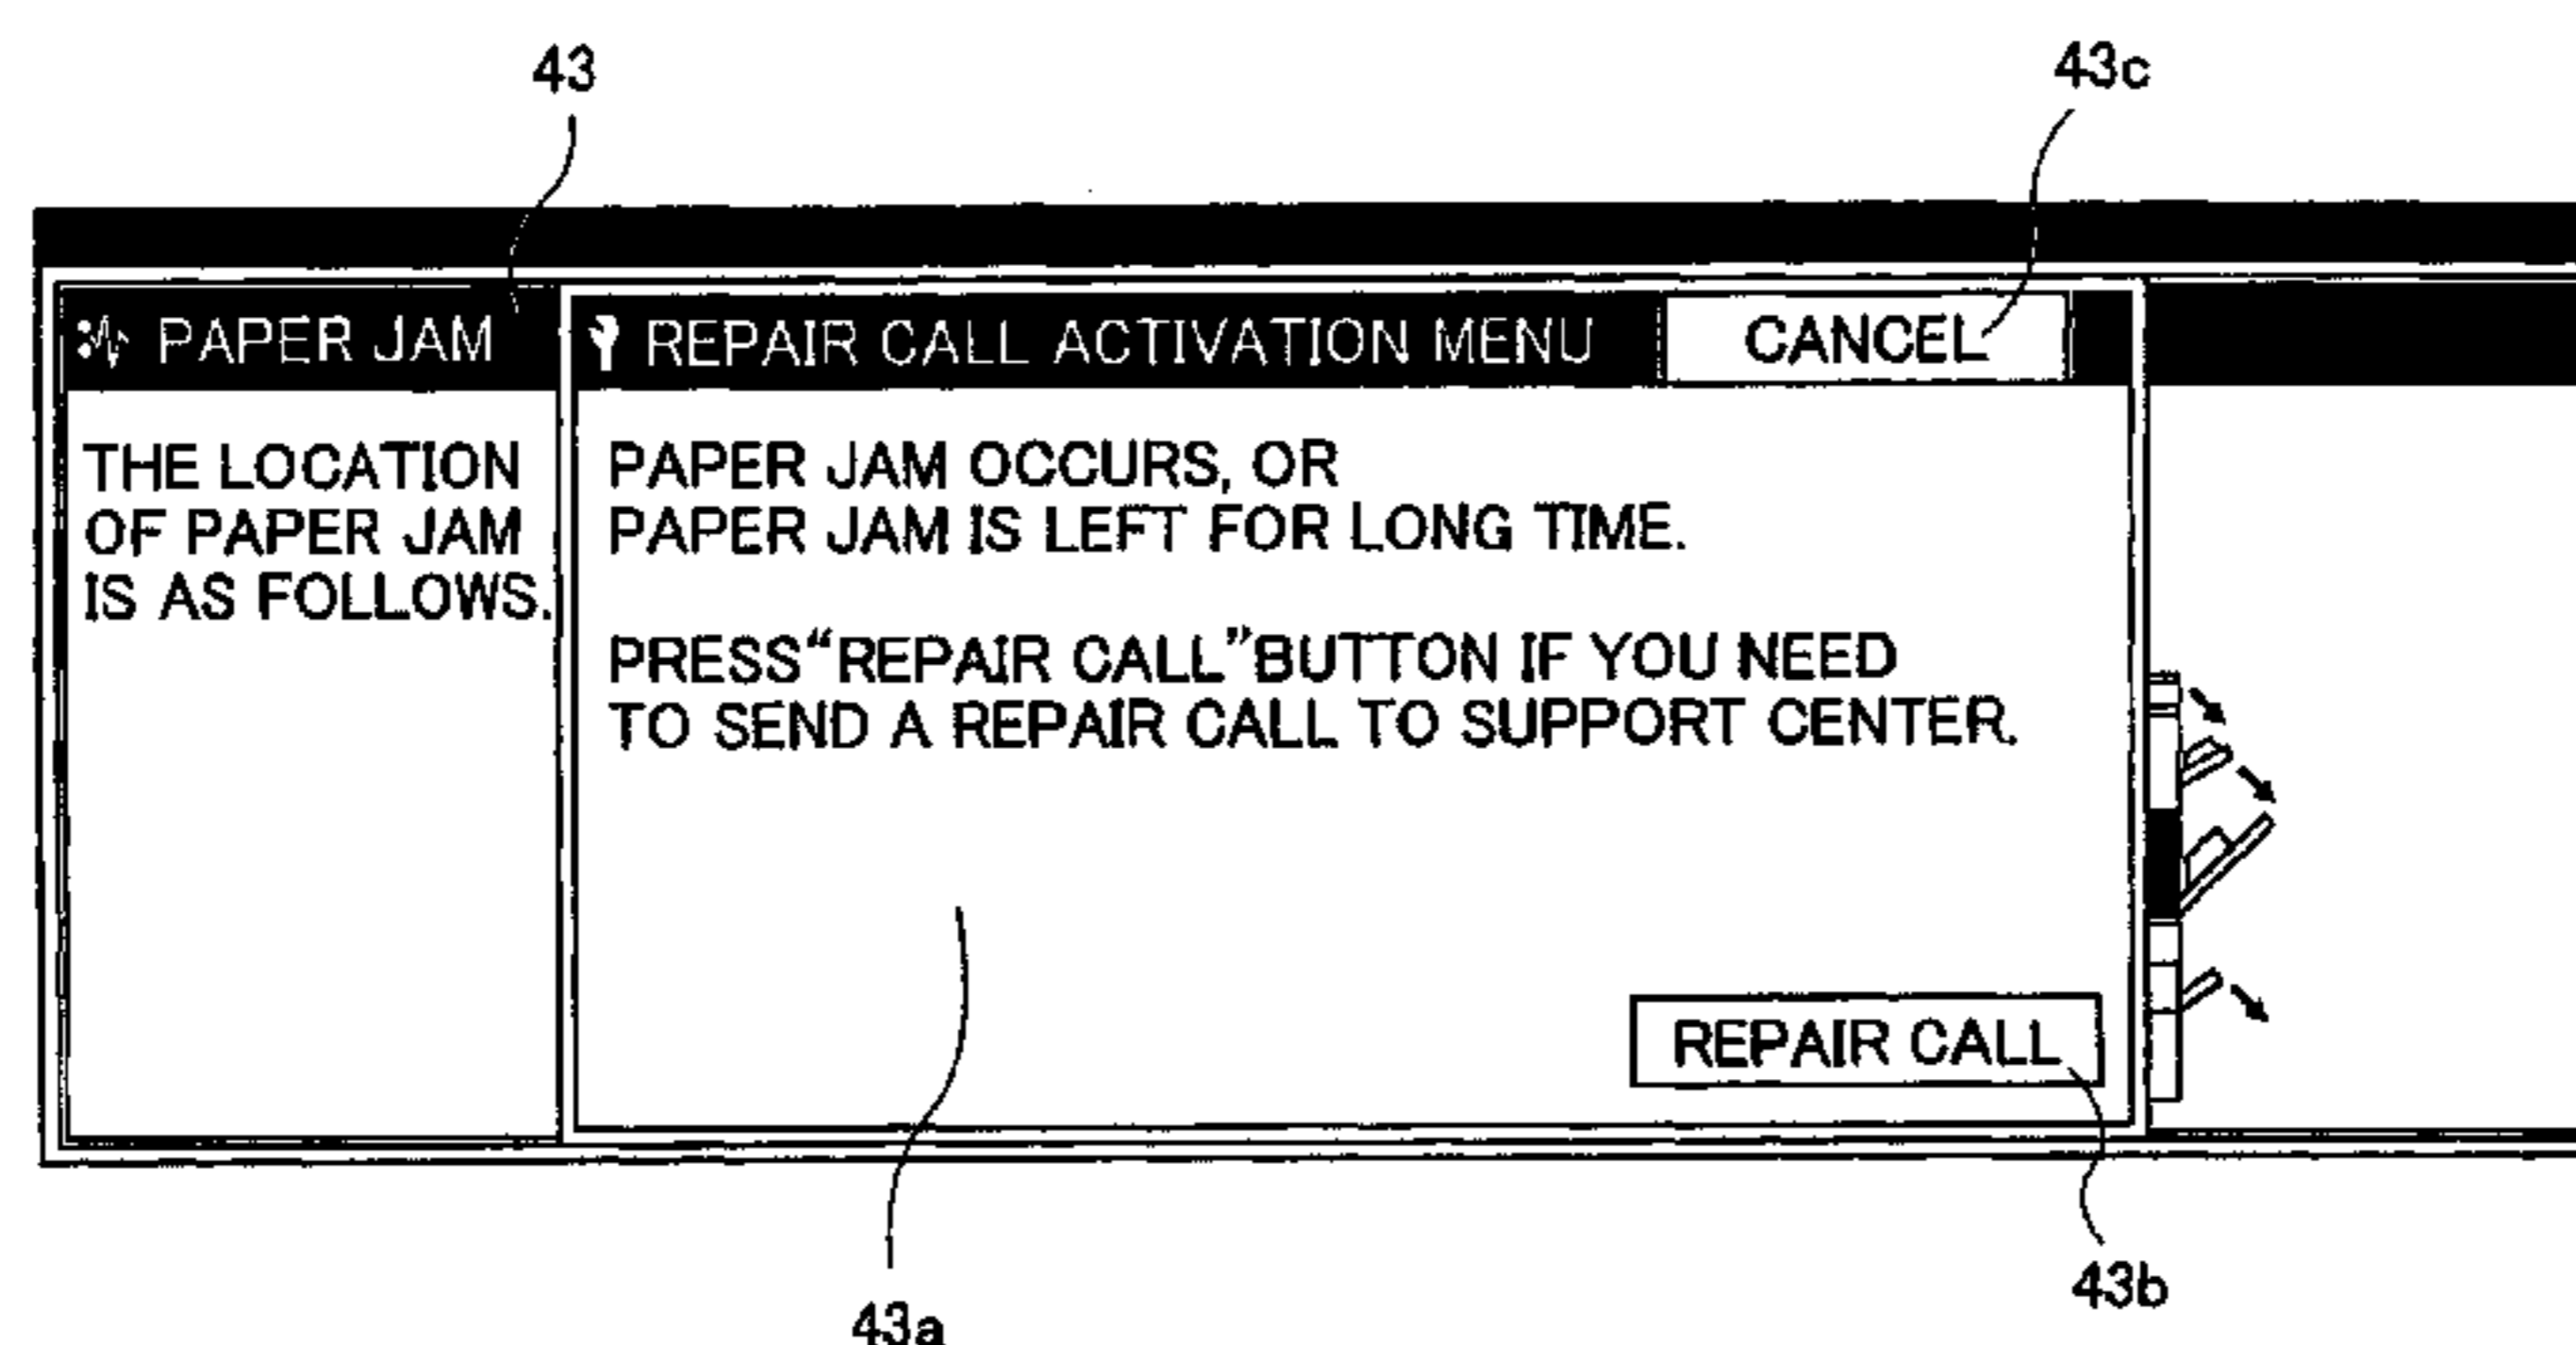 43
43c
PAPER JAM
REPAIR CALL ACTIVATION MENU
CANCEL
THE LOCATION
OF PAPER JAM
IS AS FOLLOWS.
PAPER JAM OCCURS, OR
PAPER JAM IS LEFT FOR LONG TIME.
PRESS“REPAIR CALL”BUTTON IF YOU NEED
TO SEND A REPAIR CALL TO SUPPORT CENTER.
REPAIR CALL
43b
43a